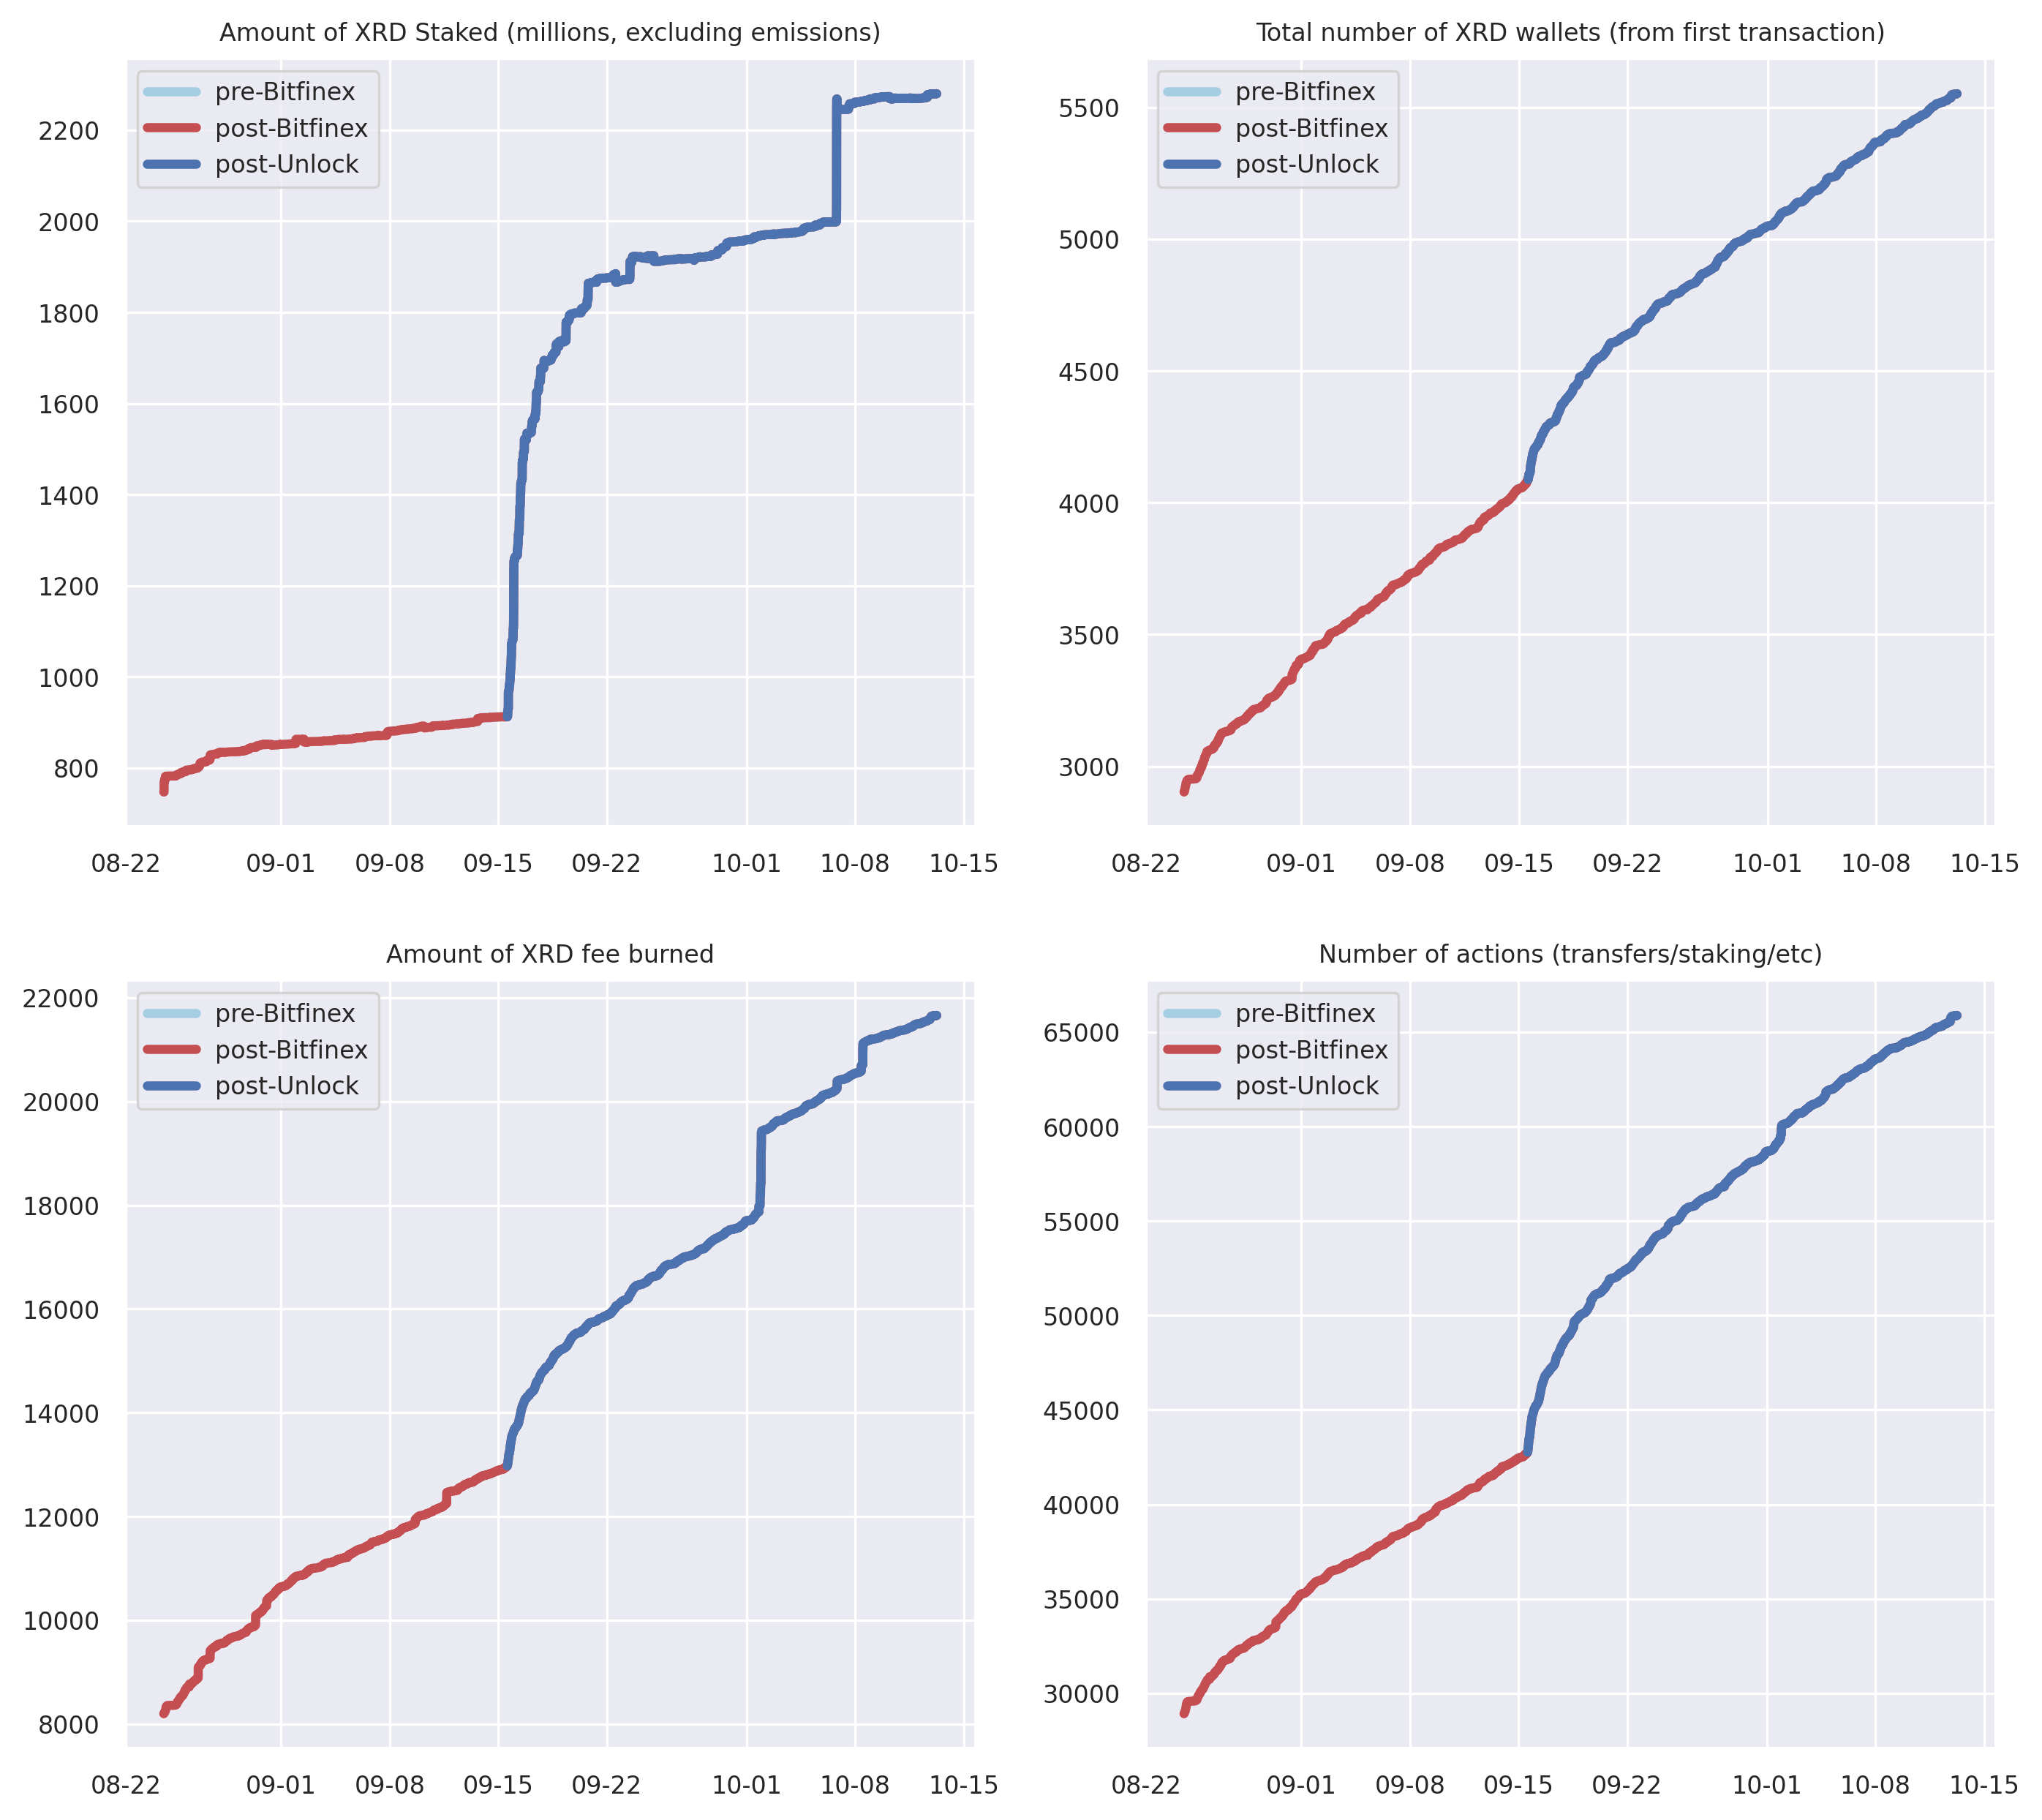 Amount of XRD Staked (millions, excluding emissions)
pre-Bitfinex
post-Bitfinex
post-Unlock
2200
2000
1800
1600
1400
1200
1000
800
08-22 09-01 09-08 09-15 09-22 10-01 10-08 10-15
Total number of XRD wallets (from first transaction)
pre-Bitfinex
post-Bitfinex
post-Unlock
5500
5000
4500
4000
3500
3000
08-22 09-01 09-08 09-15 09-22 10-01 10-08 10-15
Amount of XRD fee burned
pre-Bitfinex
post-Bitfinex
post-Unlock
22000
20000
18000
16000
14000
12000
10000
8000
08-22 09-01 09-08 09-15 09-22 10-01 10-08 10-15
Number of actions (transfers/staking/etc)
pre-Bitfinex
post-Bitfinex
post-Unlock
65000
60000
55000
50000
45000
40000
35000
30000
08-22 09-01 09-08 09-15 09-22 10-01 10-08 10-15